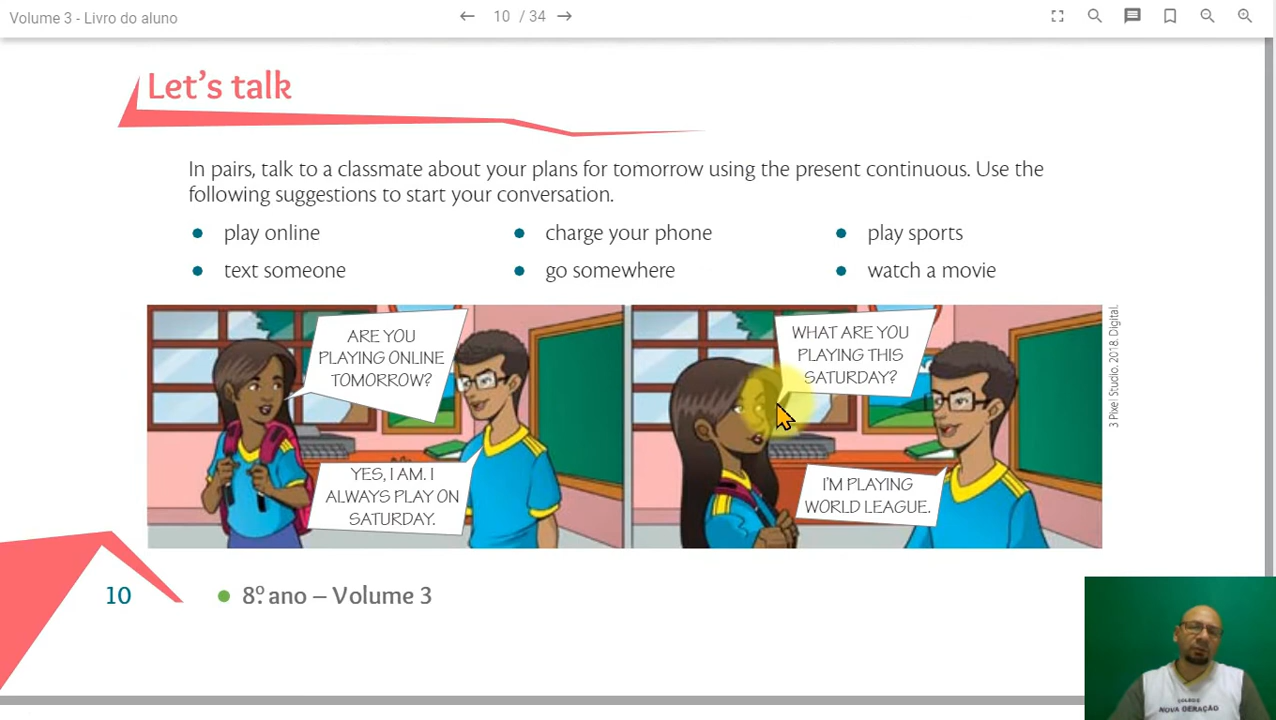 Volume 3 - Livro do aluno
10 / 34
Let's talk
In pairs, talk to a classmate about your plans for tomorrow using the present continuous. Use the
following suggestions to start your conversation.
play online
charge your phone
play sports
text someone
go somewhere
watch a movie
ARE YOU
PLAYING ONLINE
TOMORROW?
YES, I AM. I
ALWAYS PLAY ON
SATURDAY.
WHAT ARE YOU
PLAYING THIS
SATURDAY?
I'M PLAYING
WORLD LEAGUE.
3 Pixel Studio. 2018. Digital.
10
8º. ano – Volume 3
COLÉGIO
NOVA GERAÇÃO